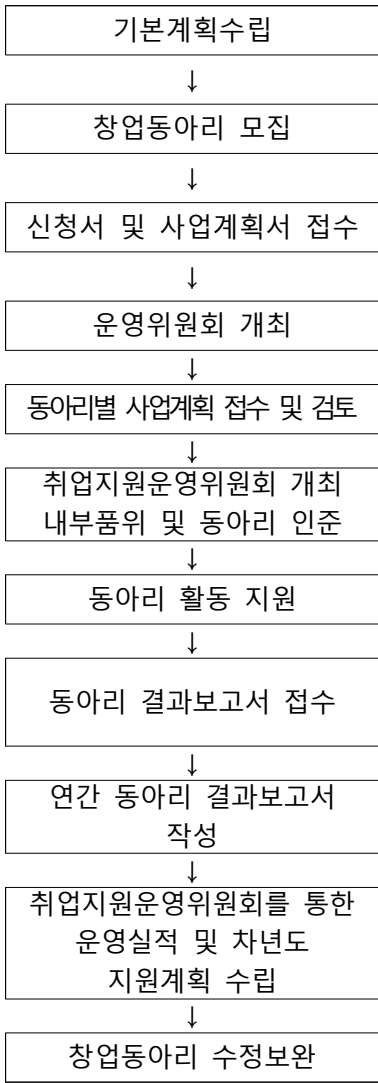 기본계획수립
↓
창업동아리 모집
↓
신청서 및 사업계획서 접수
↓
운영위원회 개최
↓
동아리별 사업계획 접수 및 검토
↓
취업지원운영위원회 개최
내부품위 및 동아리 인준
↓
동아리 활동 지원
↓
동아리 결과보고서 접수
↓
연간 동아리 결과보고서
작성
↓
취업지원운영위원회를 통한
운영실적 및 차년도
지원계획 수립
↓
창업동아리 수정보완